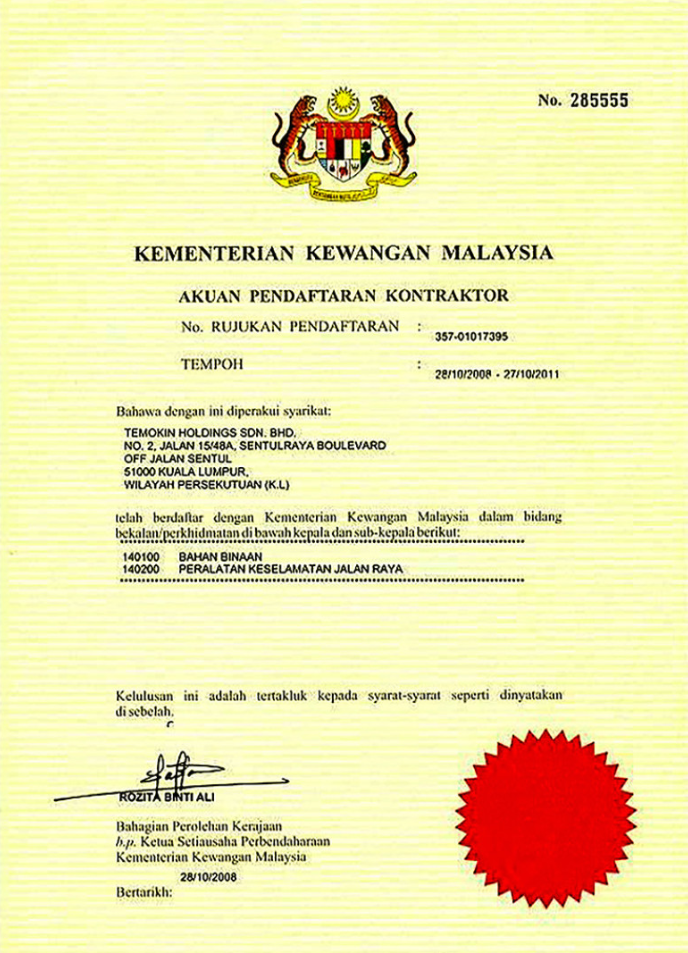 No. 285555
KEMENTERIAN KEWANGAN MALAYSIA
AKUAN PENDAFTARAN KONTRAKTOR
No. RUJUKAN PENDAFTARAN : 357-01017395
TEMPOH : 28/10/2008 - 27/10/2011
Bahawa dengan ini diperakui syarikat:
TEMOKIN HOLDINGS SDN. BHD.
NO. 2, JALAN 15/48A, SENTULRAYA BOULEVARD
OFF JALAN SENTUL
51000 KUALA LUMPUR,
WILAYAH PERSEKUTUAN (K.L)
telah berdaftar dengan Kementerian Kewangan Malaysia dalam bidang
bekalan/perkhidmatan di bawah kepala dan sub-kepala berikut:
140100 BAHAN BINAAN
140200 PERALATAN KESELAMATAN JALAN RAYA
Kelulusan ini adalah tertakluk kepada syarat-syarat seperti dinyatakan
di sebelah.
ROZITA BINTI ALI
Bahagian Perolehan Kerajaan
b.p. Ketua Setiausaha Perbendaharaan
Kementerian Kewangan Malaysia
28/10/2008
Bertarikh: